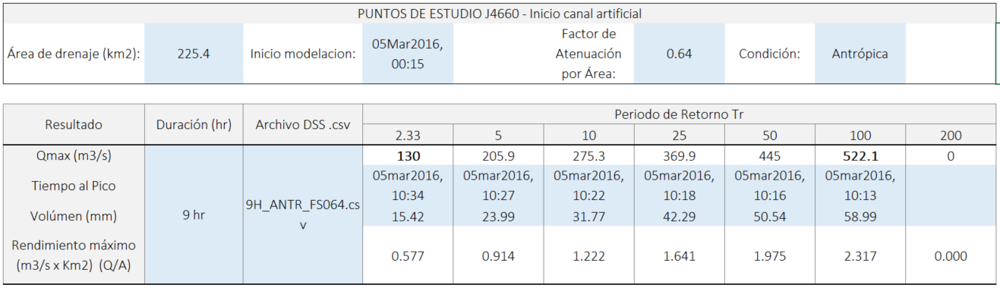 PUNTOS DE ESTUDIO J4660 - Inicio canal artificial
Área de drenaje (km2): 225.4 Inicio modelacion: 05Mar2016, 00:15 Factor de Atenuación por Área: 0.64 Condición: Antrópica
Resultado Duración (hr) Archivo DSS .csv Periodo de Retorno Tr
2.33 5 10 25 50 100 200
Qmax (m3/s) 130 205.9 275.3 369.9 445 522.1 0
Tiempo al Pico 05mar2016, 10:34 05mar2016, 10:27 05mar2016, 10:22 05mar2016, 10:18 05mar2016, 10:16 05mar2016, 10:13
9 hr 9H_ANTR_FS064.csv
Volúmen (mm) 15.42 23.99 31.77 42.29 50.54 58.99
Rendimiento máximo (m3/s x Km2) (Q/A) 0.577 0.914 1.222 1.641 1.975 2.317 0.000